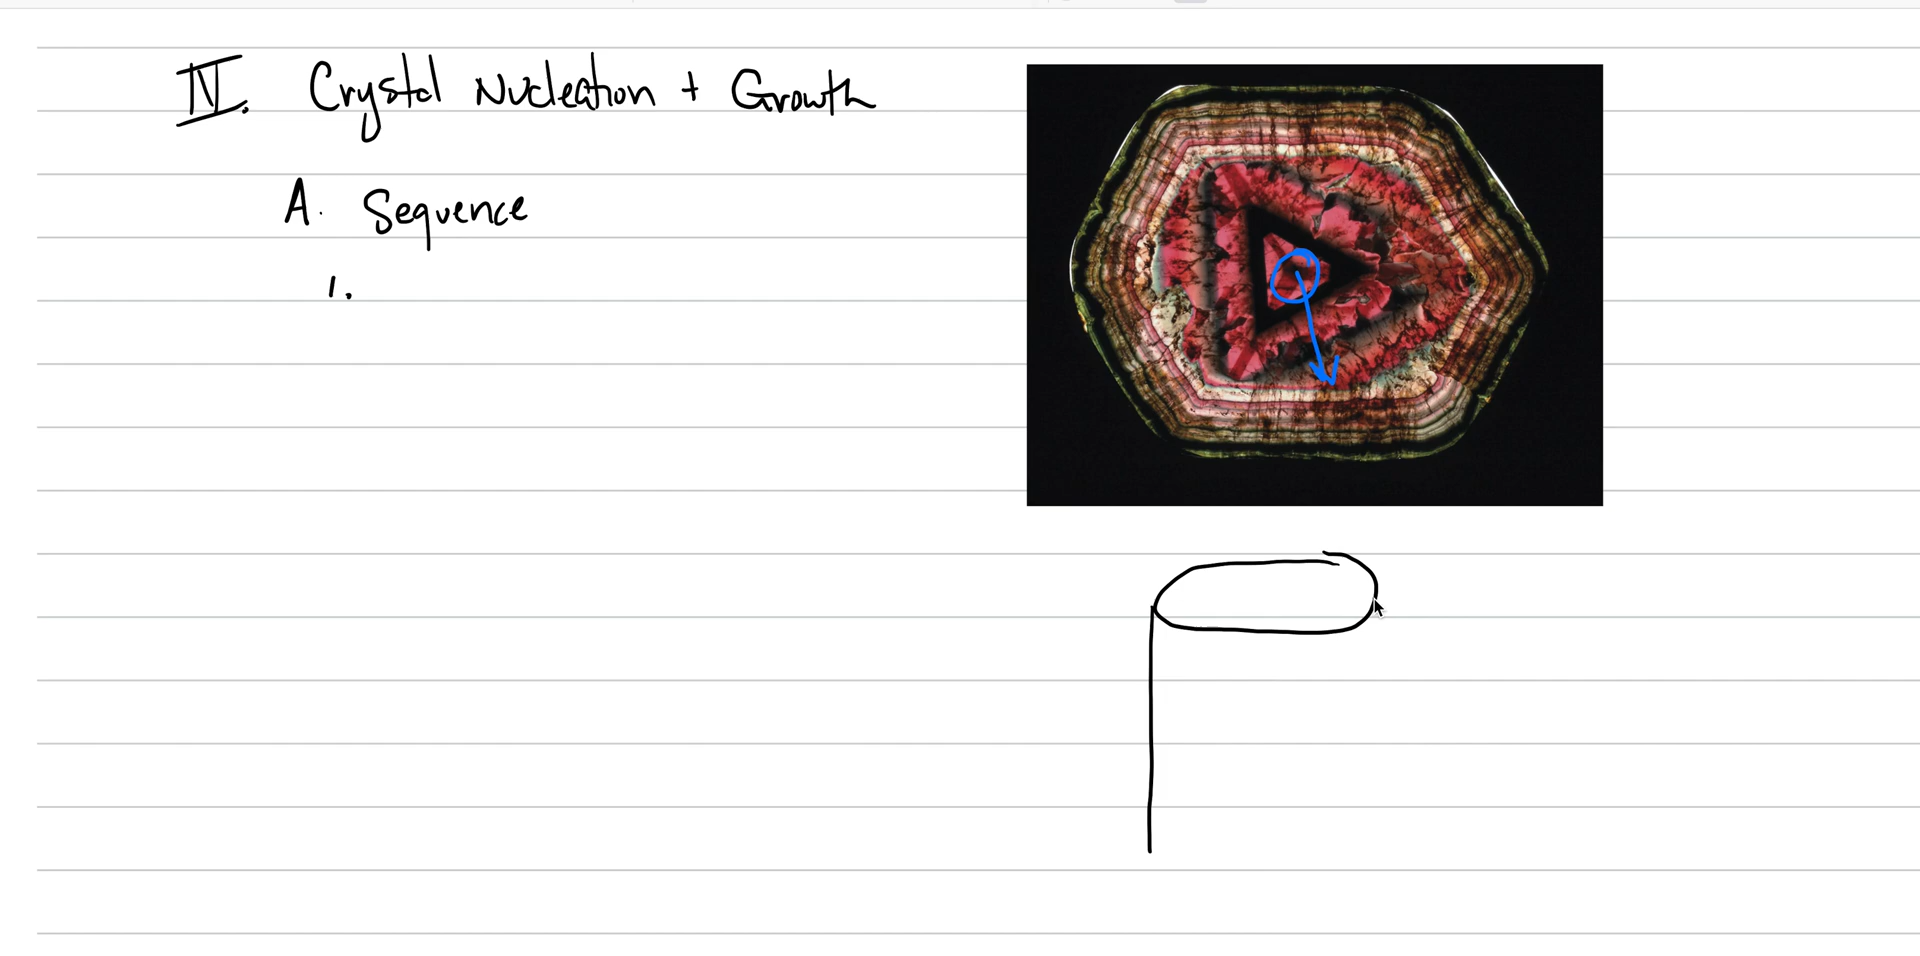 IV. Crystal Nucleation + Growth
A. Sequence
1.